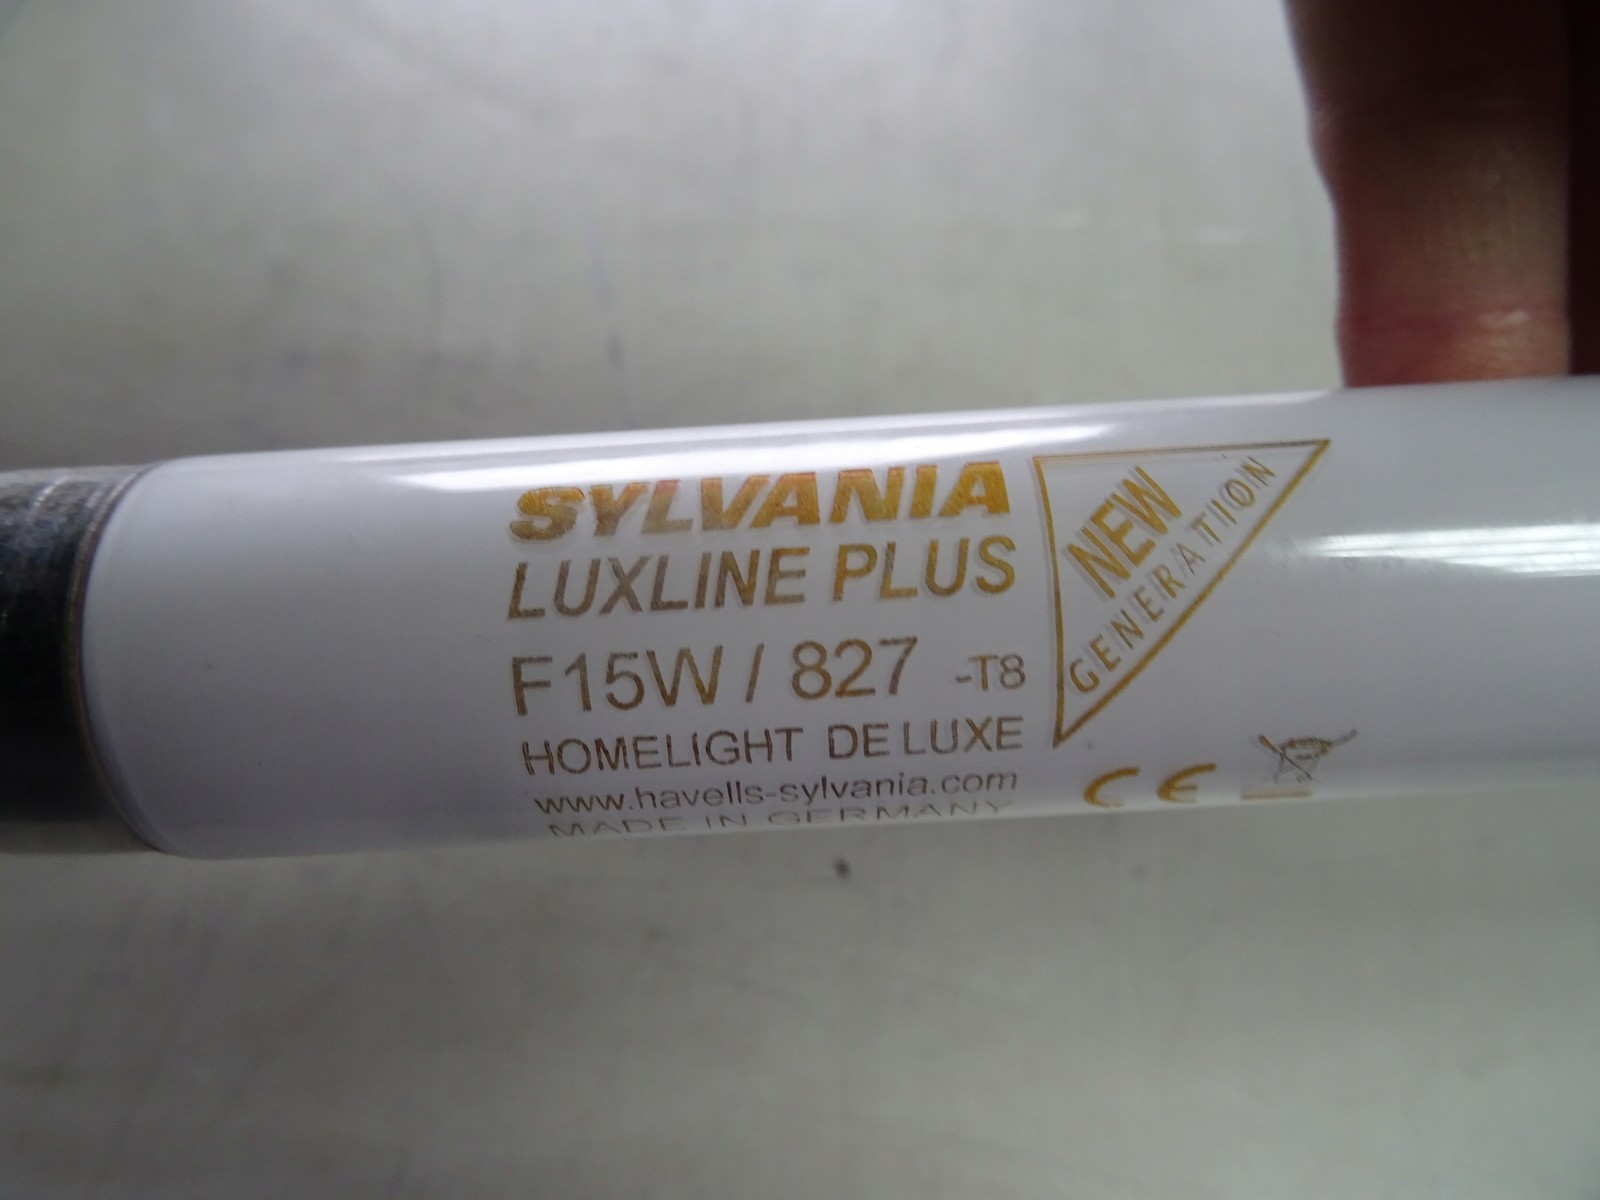 SYLVANIA
LUXLINE PLUS
F15W / 827 -T8
HOMELIGHT DE LUXE
www.havells-sylvania.com
MADE IN GERMANY
NEW
GENERATION
CE